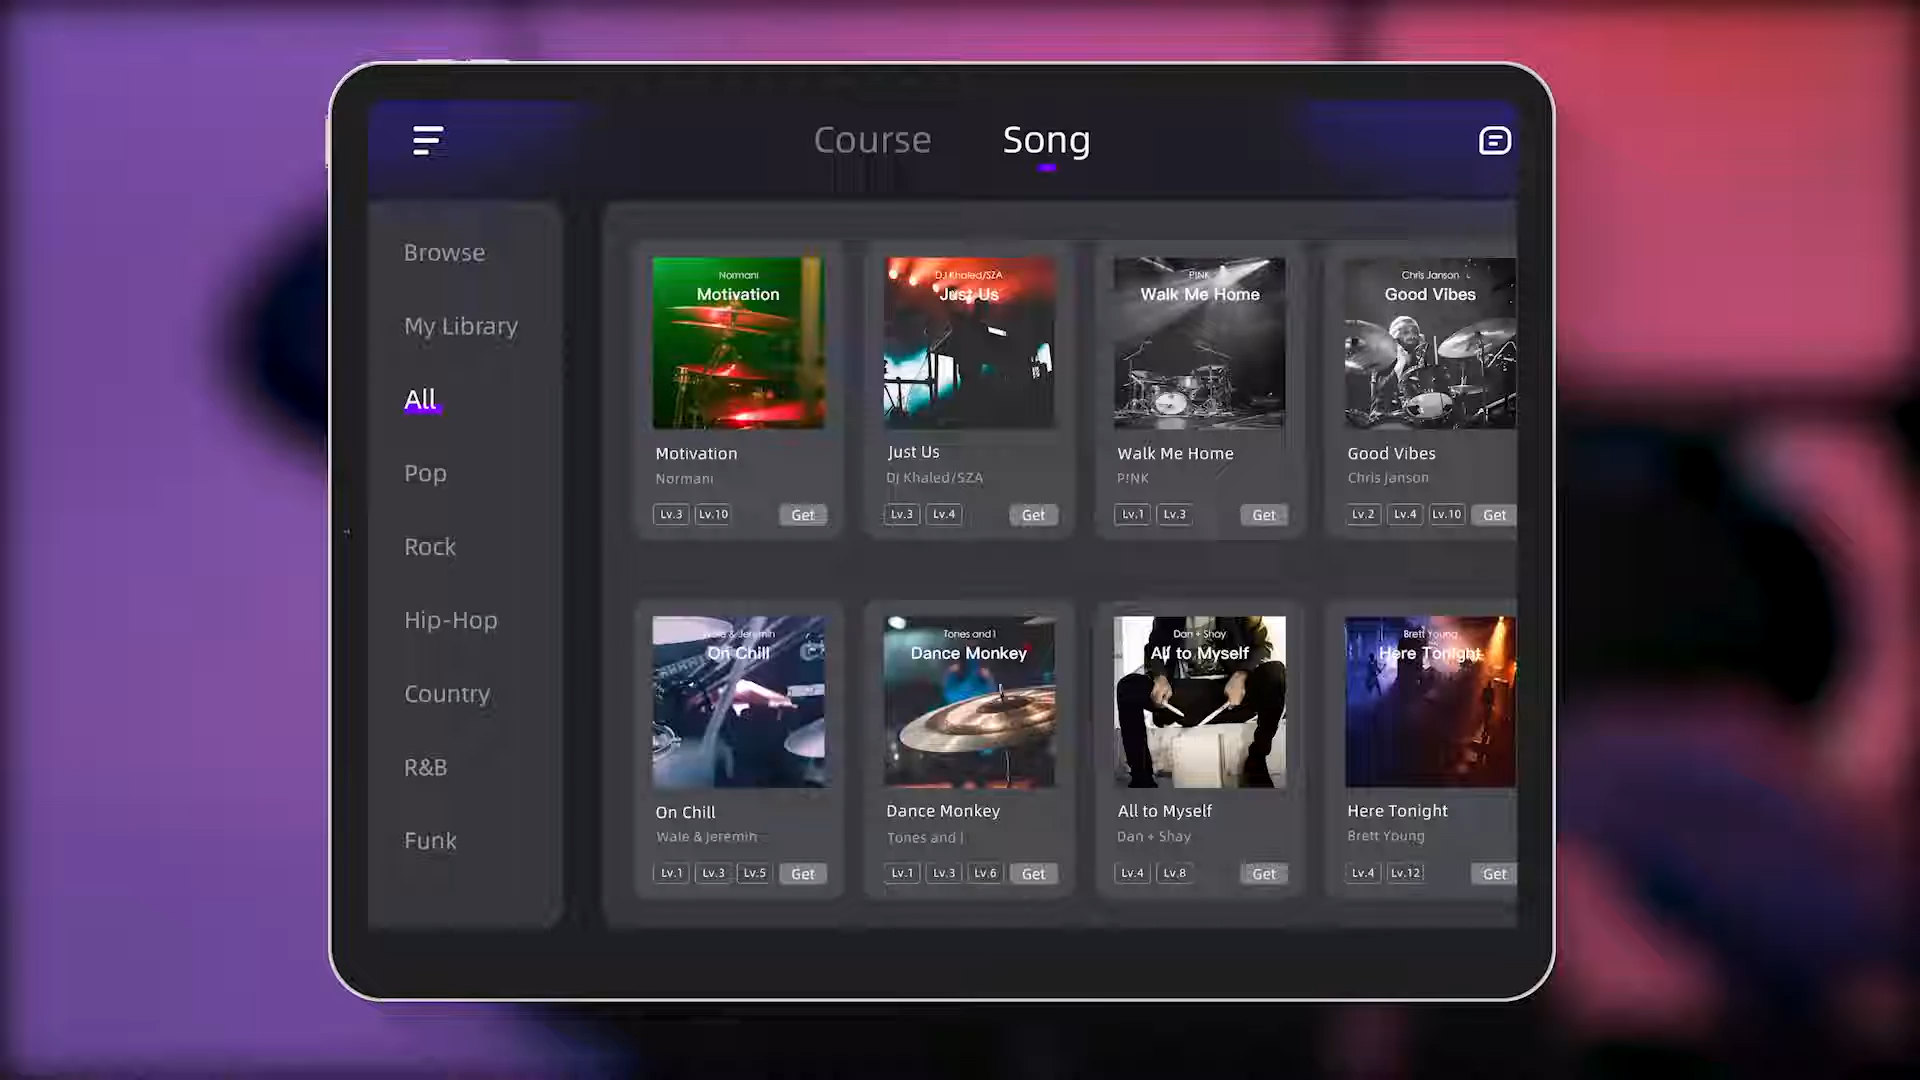 Course
Song
Browse
My Library
All
Pop
Rock
Hip-Hop
Country
R&B
Funk
Normani
Motivation
Motivation
Normani
Lv.3 Lv.10 Get
DJ Khaled/SZA
Just Us
Just Us
DJ Khaled/SZA
Lv.3 Lv.4 Get
P!NK
Walk Me Home
Walk Me Home
P!NK
Lv.1 Lv.3 Get
Chris Janson
Good Vibes
Good Vibes
Chris Janson
Lv.2 Lv.4 Lv.10 Get
Wale & Jeremih
On Chill
On Chill
Wale & Jeremih
Lv.1 Lv.3 Lv.5 Get
Tones and I
Dance Monkey
Dance Monkey
Tones and I
Lv.1 Lv.3 Lv.6 Get
Dan + Shay
All to Myself
All to Myself
Dan + Shay
Lv.4 Lv.8 Get
Brett Young
Here Tonight
Here Tonight
Brett Young
Lv.4 Lv.12 Get